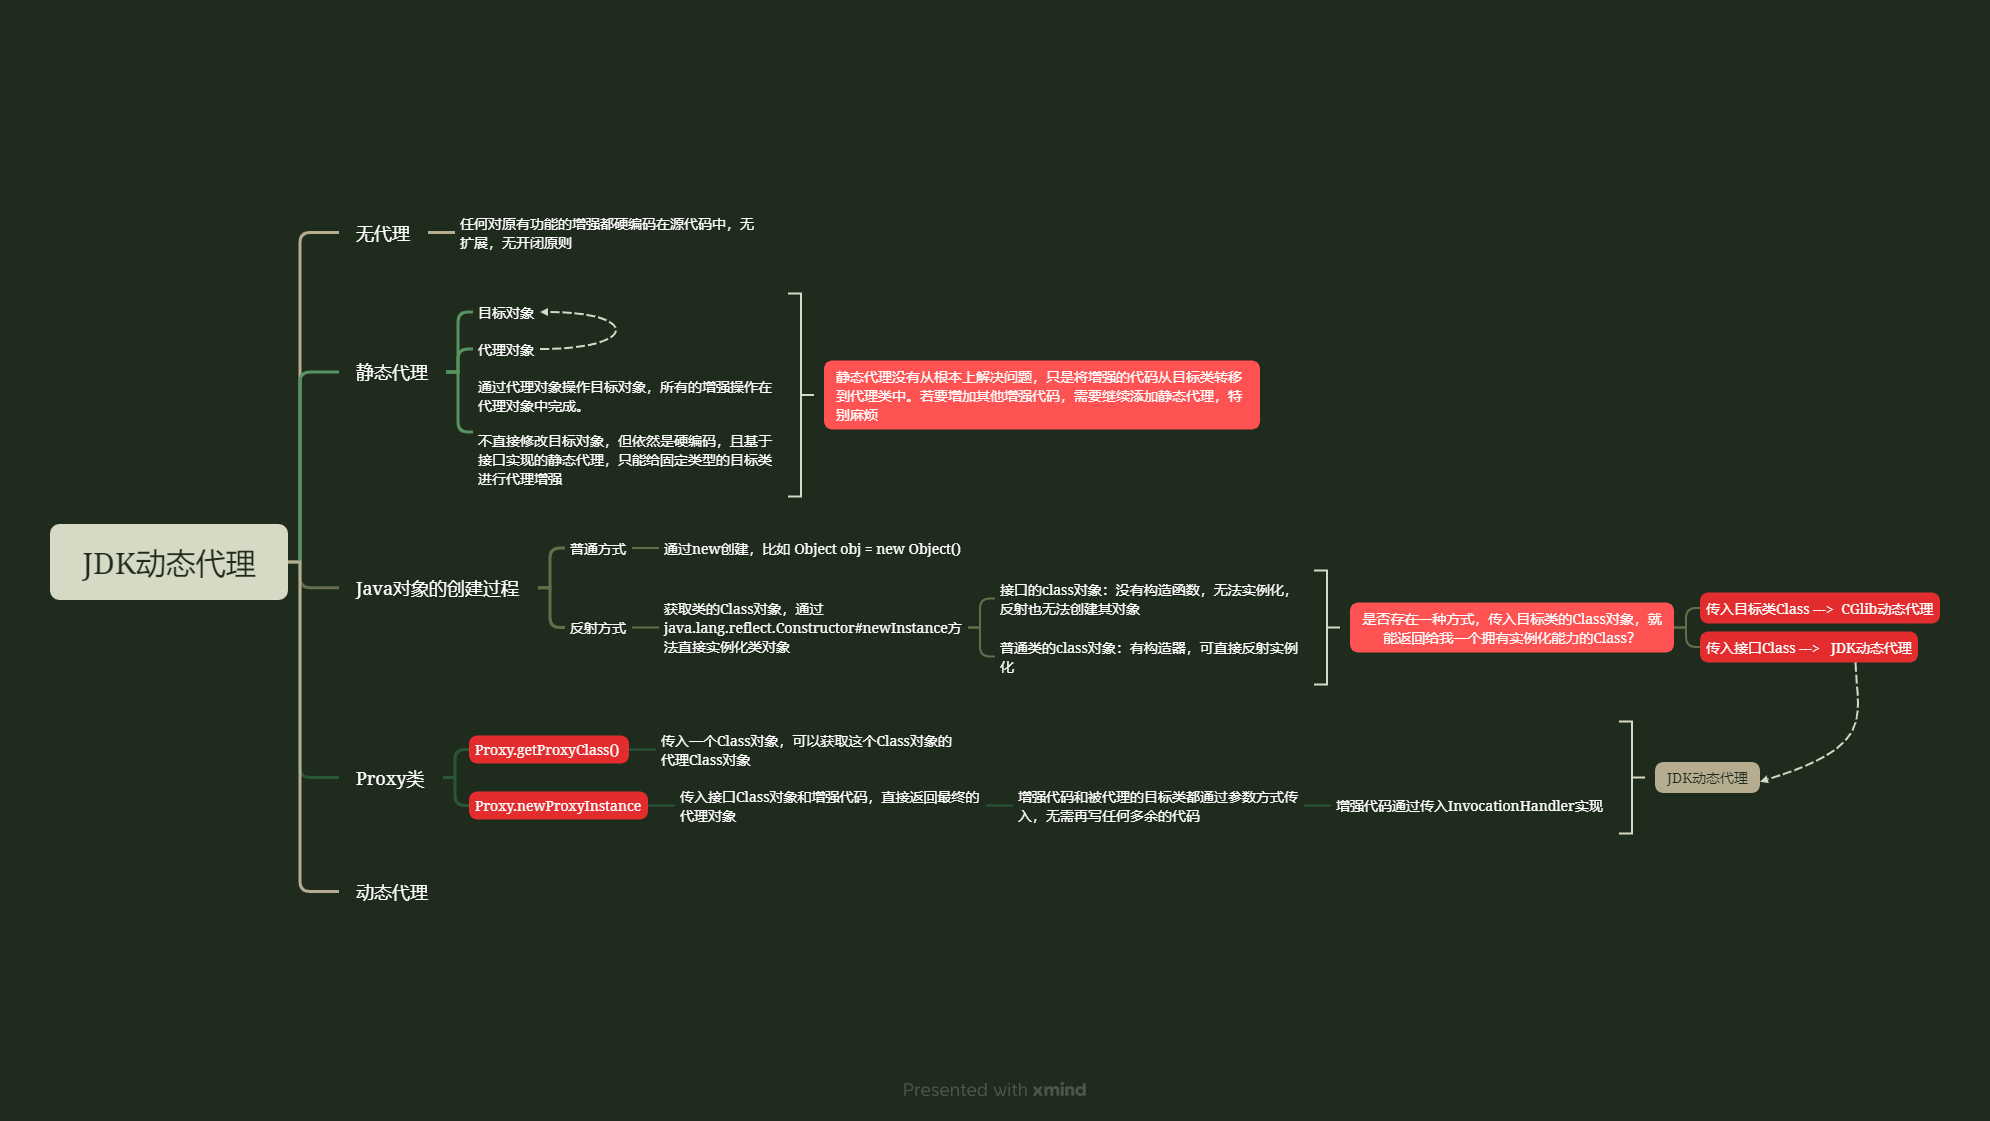 JDK动态代理
无代理
任何对原有功能的增强都硬编码在源代码中，无
扩展，无开闭原则
静态代理
目标对象
代理对象
通过代理对象操作目标对象，所有的增强操作在
代理对象中完成。
不直接修改目标对象，但依然是硬编码，且基于
接口实现的静态代理，只能给固定类型的目标类
进行代理增强
静态代理没有从根本上解决问题，只是将增强的代码从目标类转移
到代理类中。若要增加其他增强代码，需要继续添加静态代理，特
别麻烦
Java对象的创建过程
普通方式
通过new创建，比如 Object obj = new Object()
反射方式
获取类的Class对象，通过
java.lang.reflect.Constructor#newInstance方
法直接实例化类对象
接口的class对象：没有构造函数，无法实例化，
反射也无法创建其对象
普通类的class对象：有构造器，可直接反射实例
化
是否存在一种方式，传入目标类的Class对象，就
能返回给我一个拥有实例化能力的Class？
传入目标类Class ---> CGlib动态代理
传入接口Class ---> JDK动态代理
Proxy类
Proxy.getProxyClass()
传入一个Class对象，可以获取这个Class对象的
代理Class对象
Proxy.newProxyInstance
传入接口Class对象和增强代码，直接返回最终的
代理对象
增强代码和被代理的目标类都通过参数方式传
入，无需再写任何多余的代码
增强代码通过传入InvocationHandler实现
JDK动态代理
动态代理
Presented with xmind